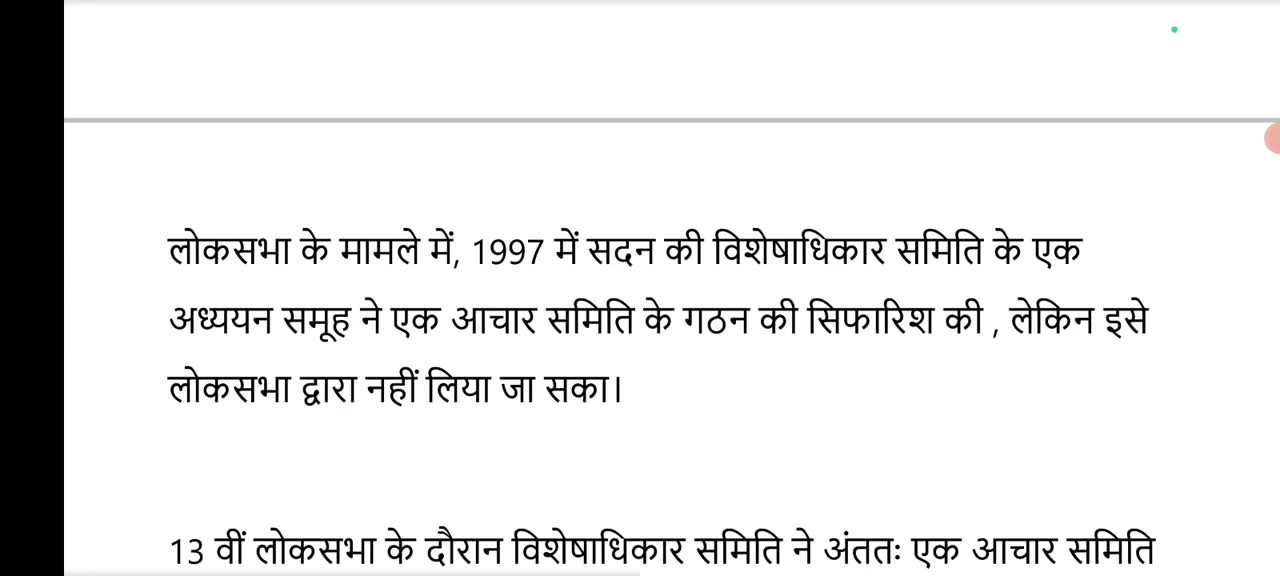 लोकसभा के मामले में, 1997 में सदन की विशेषाधिकार समिति के एक
अध्ययन समूह ने एक आचार समिति के गठन की सिफारिश की , लेकिन इसे
लोकसभा द्वारा नहीं लिया जा सका।
13 वीं लोकसभा के दौरान विशेषाधिकार समिति ने अंततः एक आचार समिति